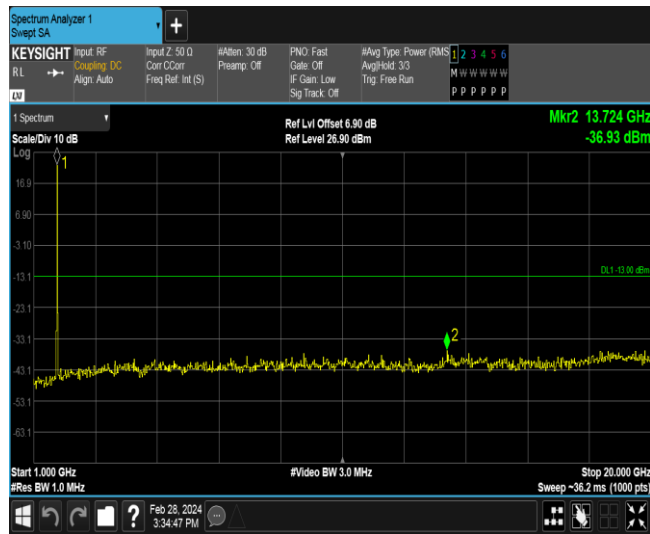 Spectrum Analyzer 1
Swept SA
+
KEYSIGHT
RL
LXI
Input: RF
Coupling: DC
Align: Auto
Input Z: 50 Ω
Corr CCorr
Freq Ref: Int (S)
#Atten: 30 dB
Preamp: Off
PNO: Fast
Gate: Off
IF Gain: Low
Sig Track: Off
#Avg Type: Power (RMS
Avg|Hold: 3/3
Trig: Free Run
1 2 3 4 5 6
M W W W W W
P P P P P P
1 Spectrum
Scale/Div 10 dB
Log
Ref Lvl Offset 6.90 dB
Ref Level 26.90 dBm
Mkr2 13.724 GHz
-36.93 dBm
1
16.9
6.90
-3.10
-13.1
DL1 -13.00 dBm
-23.1
-33.1
2
-43.1
-53.1
-63.1
Start 1.000 GHz
#Res BW 1.0 MHz
#Video BW 3.0 MHz
Stop 20.000 GHz
Sweep ~36.2 ms (1000 pts)
?
Feb 28, 2024
3:34:47 PM